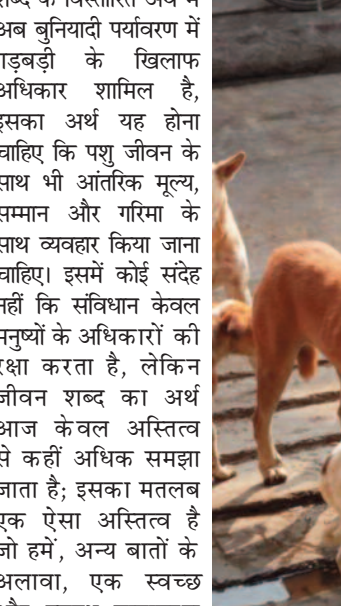 शब्द के विस्तारित अर्थ में
अब बुनियादी पर्यावरण में
गड़बड़ी के खिलाफ
अधिकार शामिल है,
इसका अर्थ यह होना
चाहिए कि पशु जीवन के
साथ भी आंतरिक मूल्य,
सम्मान और गरिमा के
साथ व्यवहार किया जाना
चाहिए। इसमें कोई संदेह
नहीं कि संविधान केवल
मनुष्यों के अधिकारों की
रक्षा करता है, लेकिन
जीवन शब्द का अर्थ
आज केवल अस्तित्व
से कहीं अधिक समझा
जाता है; इसका मतलब
एक ऐसा अस्तित्व है
जो हमें, अन्य बातों के
अलावा, एक स्वच्छ